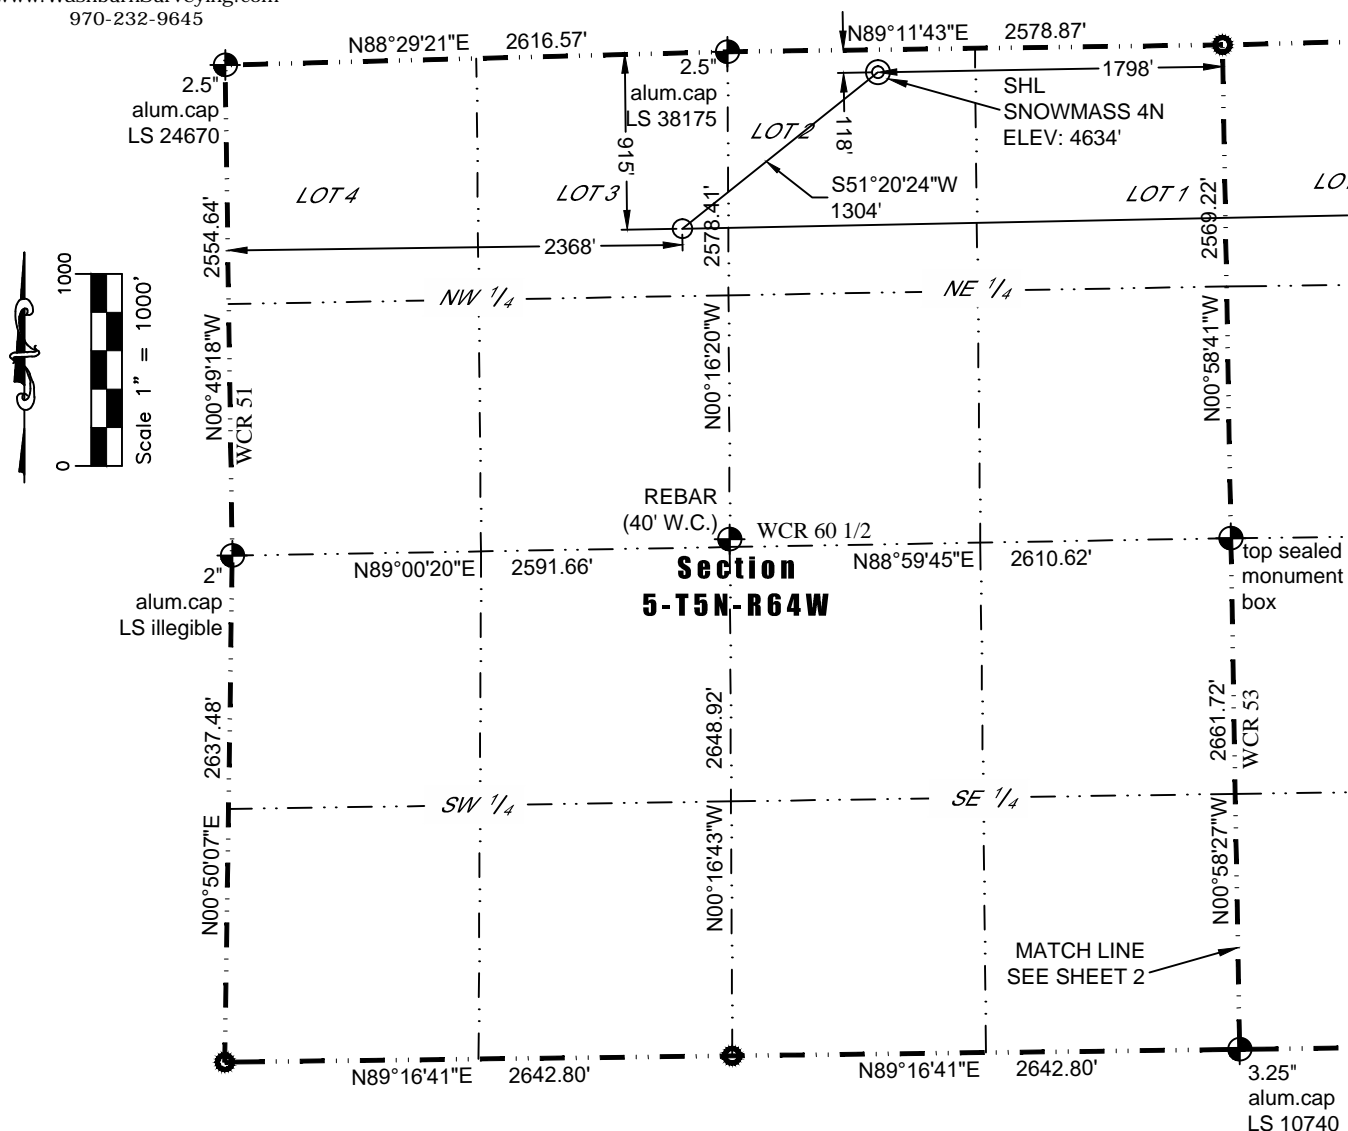 970-232-9645
N88°29'21"E 2616.57'
N89°11'43"E 2578.87'
2.5"
alum.cap
LS 24670
2.5"
alum.cap
LS 38175
1798'
SHL
SNOWMASS 4N
ELEV: 4634'
915'
118'
LOT 2
S51°20'24"W
1304'
LOT 4
LOT 3
LOT 1
2368'
2554.64'
2578.41'
2569.22'
NW 1/4
NE 1/4
1000
0
Scale 1" = 1000'
N00°49'18"W
WCR 51
N00°16'20"W
N00°58'41"W
REBAR
(40' W.C.)
WCR 60 1/2
N89°00'20"E 2591.66'
N88°59'45"E 2610.62'
Section
5-T5N-R64W
2"
alum.cap
LS illegible
top sealed
monument
box
2637.48'
2648.92'
2661.72'
WCR 53
SW 1/4
SE 1/4
N00°50'07"E
N00°16'43"W
N00°58'27"W
MATCH LINE
SEE SHEET 2
N89°16'41"E 2642.80'
N89°16'41"E 2642.80'
3.25"
alum.cap
LS 10740